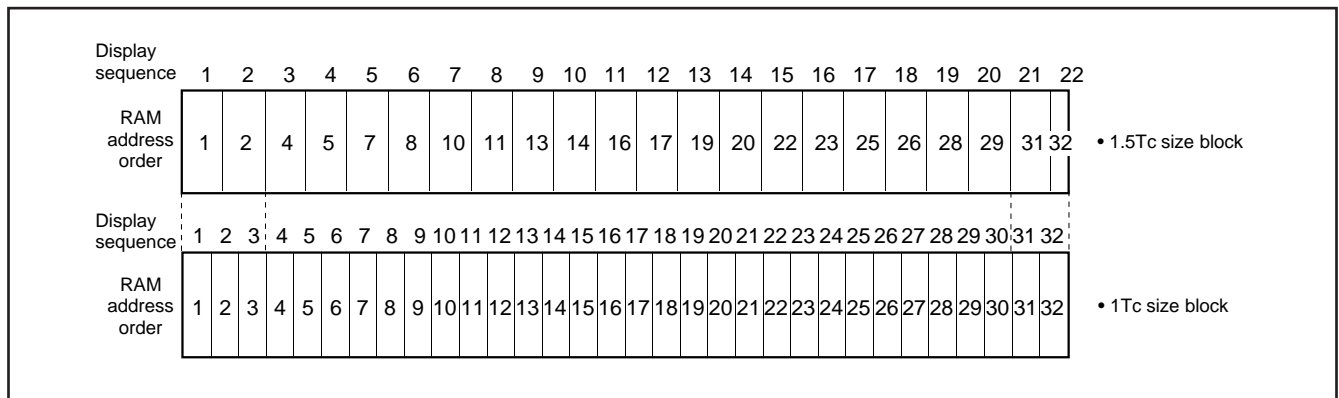 Display
sequence 1 2 3 4 5 6 7 8 9 10 11 12 13 14 15 16 17 18 19 20 21 22
RAM
address
order 1 2 4 5 7 8 10 11 13 14 16 17 19 20 22 23 25 26 28 29 31 32 • 1.5Tc size block
Display
sequence 1 2 3 4 5 6 7 8 9 10 11 12 13 14 15 16 17 18 19 20 21 22 23 24 25 26 27 28 29 30 31 32
RAM
address
order 1 2 3 4 5 6 7 8 9 10 11 12 13 14 15 16 17 18 19 20 21 22 23 24 25 26 27 28 29 30 31 32 • 1Tc size block